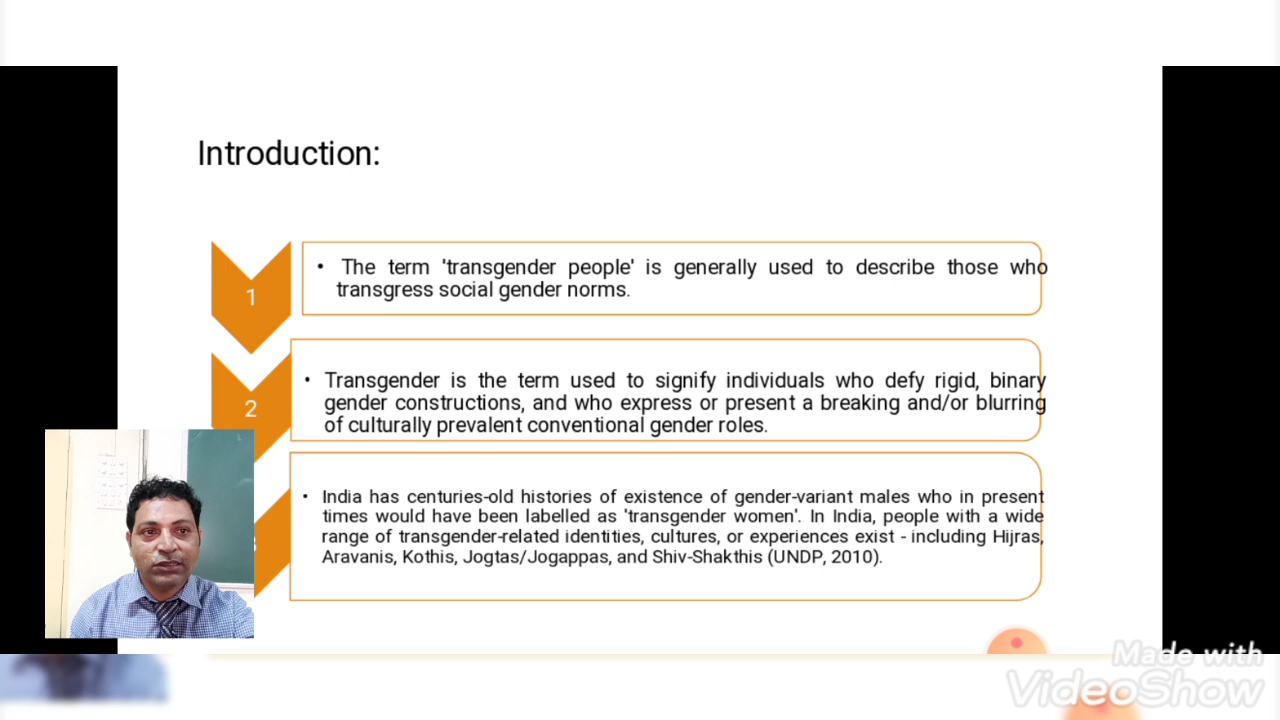 Introduction:
1
• The term 'transgender people' is generally used to describe those who
transgress social gender norms.
2
• Transgender is the term used to signify individuals who defy rigid, binary
gender constructions, and who express or present a breaking and/or blurring
of culturally prevalent conventional gender roles.
• India has centuries-old histories of existence of gender-variant males who in present
times would have been labelled as 'transgender women'. In India, people with a wide
range of transgender-related identities, cultures, or experiences exist - including Hijras,
Aravanis, Kothis, Jogtas/Jogappas, and Shiv-Shakthis (UNDP, 2010).
Made with
VideoShow